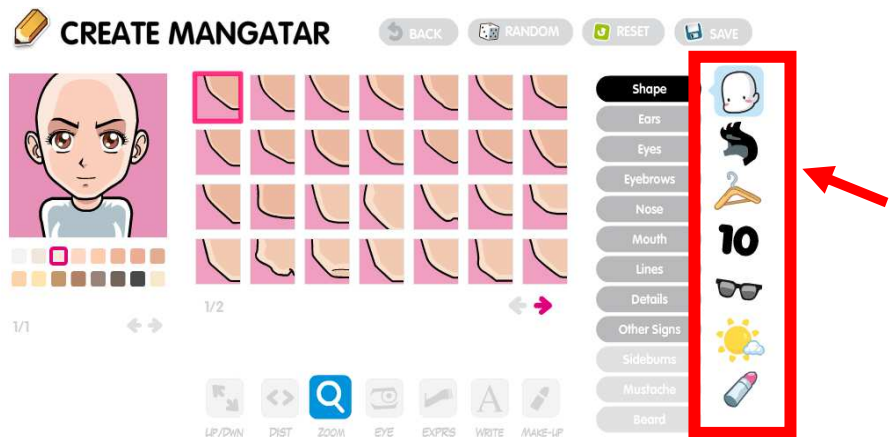 CREATE MANGATAR
BACK
RANDOM
RESET
SAVE
Shape
Ears
Eyes
Eyebrows
Nose
Mouth
Lines
Details
Other Signs
Sideburns
Mustache
Beard
10
1/2
1/1
UP/DWN
DIST
ZOOM
EYE
EXPRS
WRITE
MAKE-UP
A